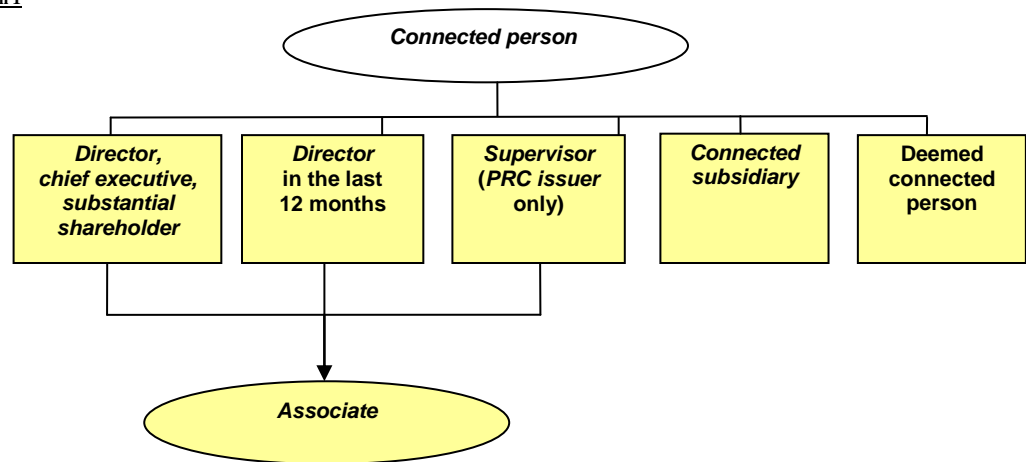 Connected person
Director,
chief executive,
substantial
shareholder
Director
in the last
12 months
Supervisor
(PRC issuer
only)
Connected
subsidiary
Deemed
connected
person
Associate